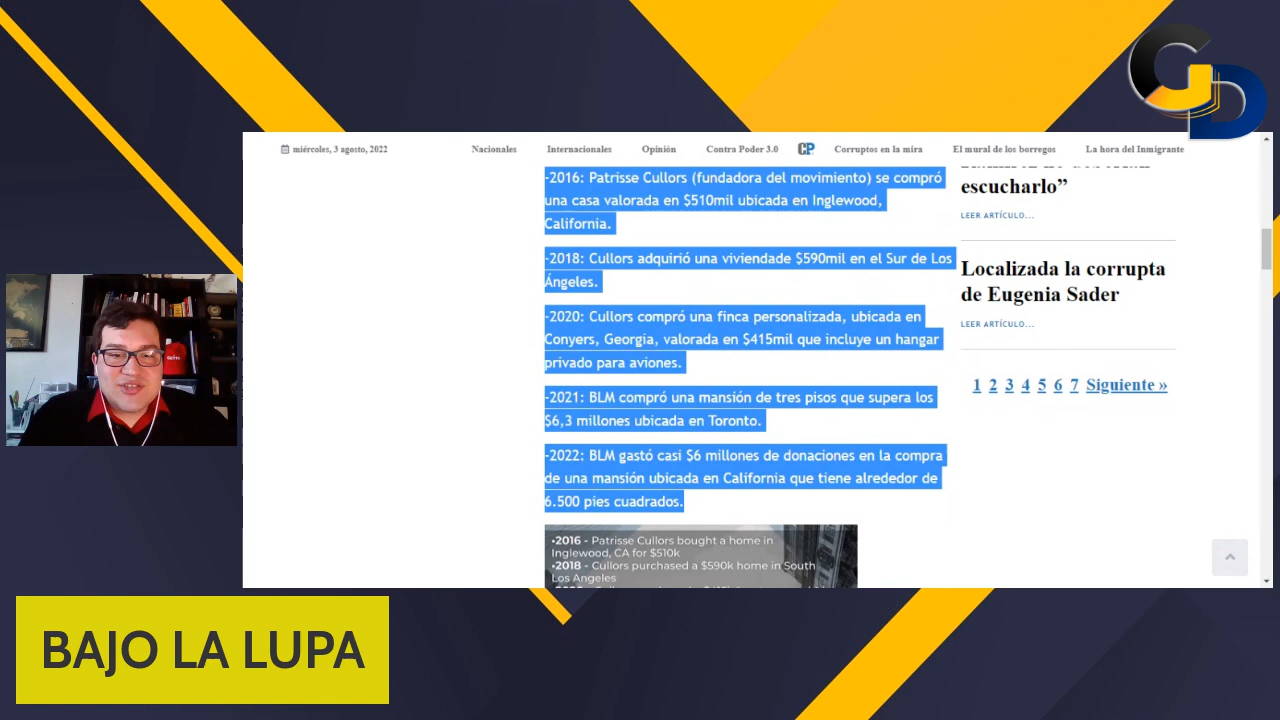 GD
miércoles, 3 agosto, 2022
Nacionales
Internacionales
Opinión
Contra Poder 3.0
CP
Corruptos en la mira
El mural de los borregos
La hora del Inmigrante
-2016: Patrisse Cullors (fundadora del movimiento) se compró
una casa valorada en $510mil ubicada en Inglewood,
California.
-2018: Cullors adquirió una viviendade $590mil en el Sur de Los
Ángeles.
-2020: Cullors compró una finca personalizada, ubicada en
Conyers, Georgia, valorada en $415mil que incluye un hangar
privado para aviones.
-2021: BLM compró una mansión de tres pisos que supera los
$6,3 millones ubicada en Toronto.
-2022: BLM gastó casi $6 millones de donaciones en la compra
de una mansión ubicada en California que tiene alrededor de
6.500 pies cuadrados.
•2016 - Patrisse Cullors bought a home in
Inglewood, CA for $510k
•2018 - Cullors purchased a $590k home in South
Los Angeles
escucharlo”
LEER ARTÍCULO...
Localizada la corrupta
de Eugenia Sader
LEER ARTÍCULO...
1 2 3 4 5 6 7 Siguiente »
BAJO LA LUPA